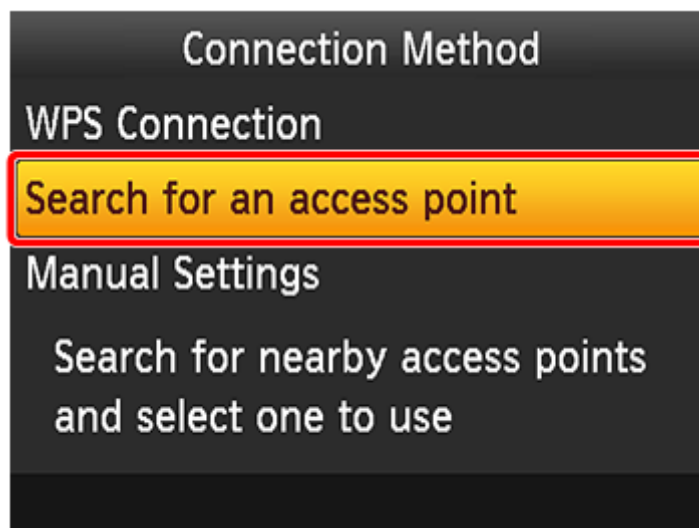 Connection Method
WPS Connection
Search for an access point
Manual Settings
Search for nearby access points
and select one to use